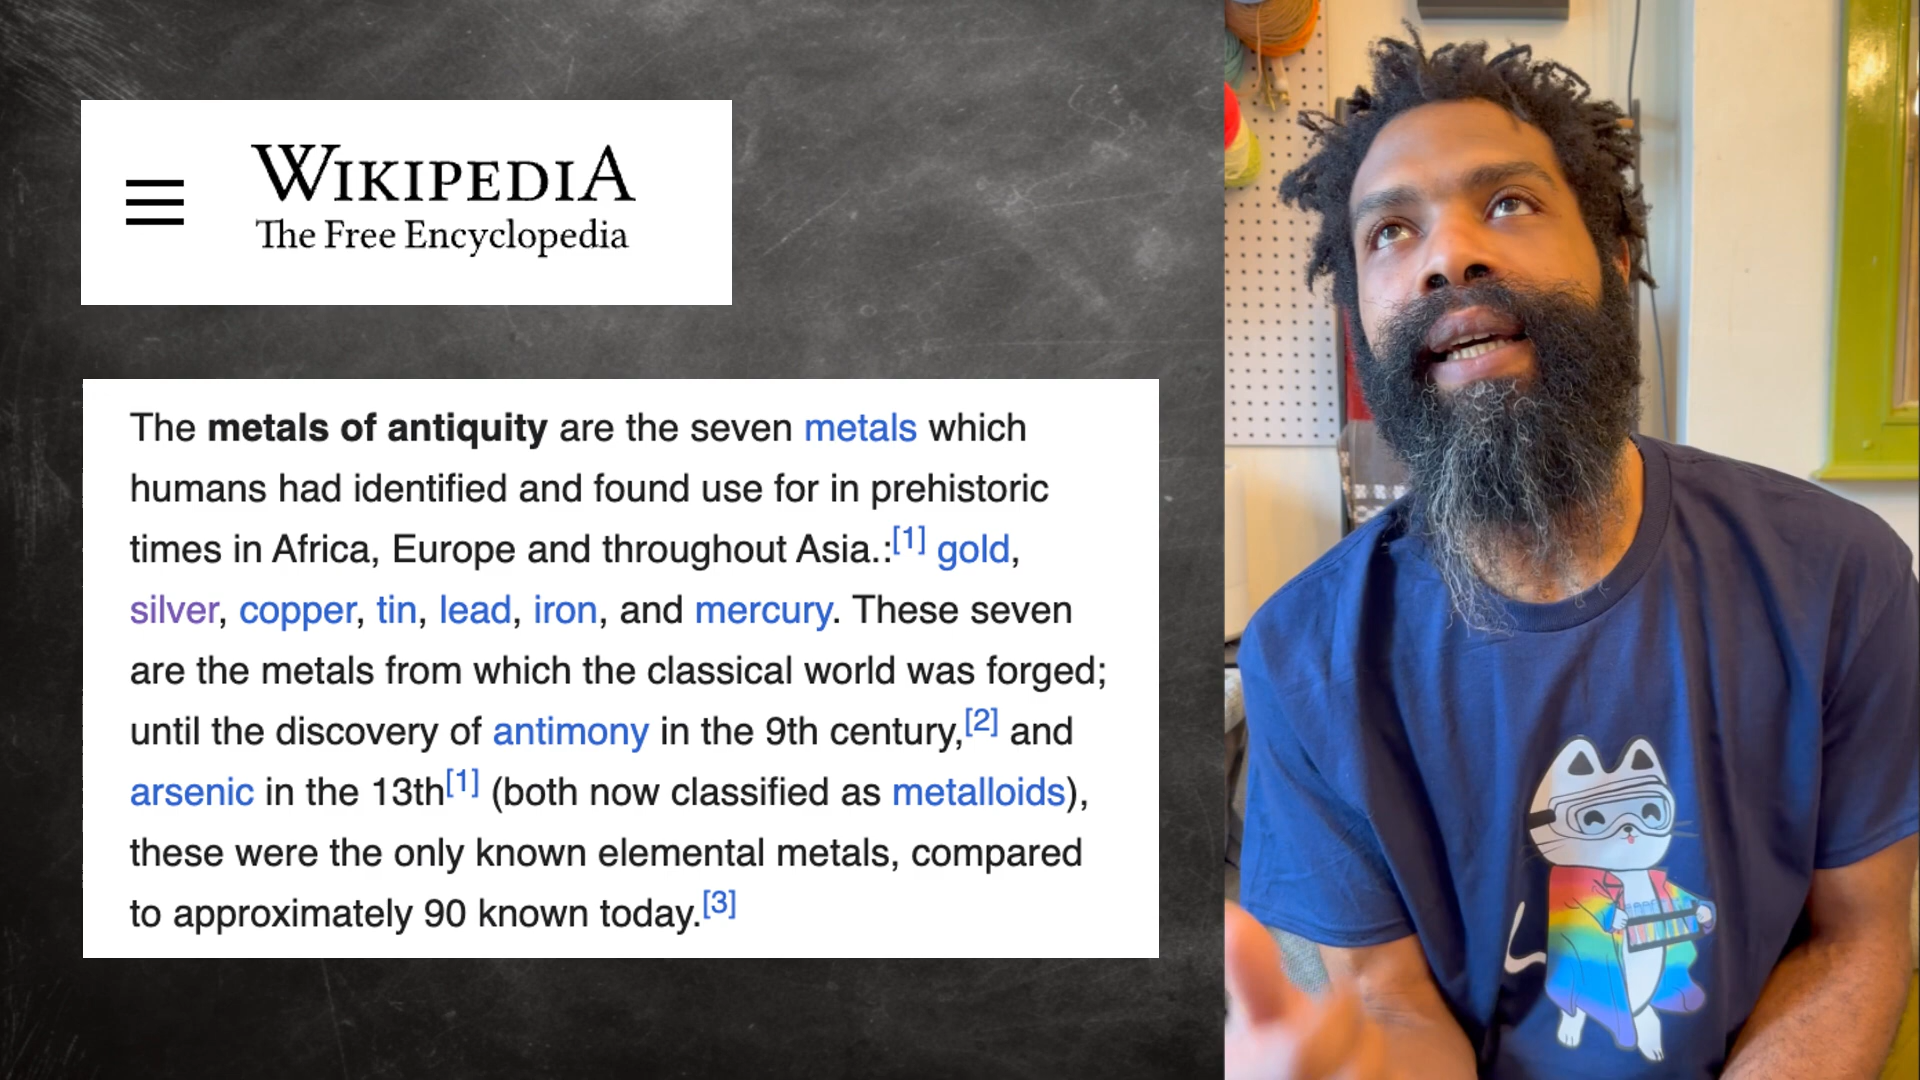 WIKIPEDIA
The Free Encyclopedia
The metals of antiquity are the seven metals which
humans had identified and found use for in prehistoric
times in Africa, Europe and throughout Asia.:[1] gold,
silver, copper, tin, lead, iron, and mercury. These seven
are the metals from which the classical world was forged;
until the discovery of antimony in the 9th century,[2] and
arsenic in the 13th[1] (both now classified as metalloids),
these were the only known elemental metals, compared
to approximately 90 known today.[3]